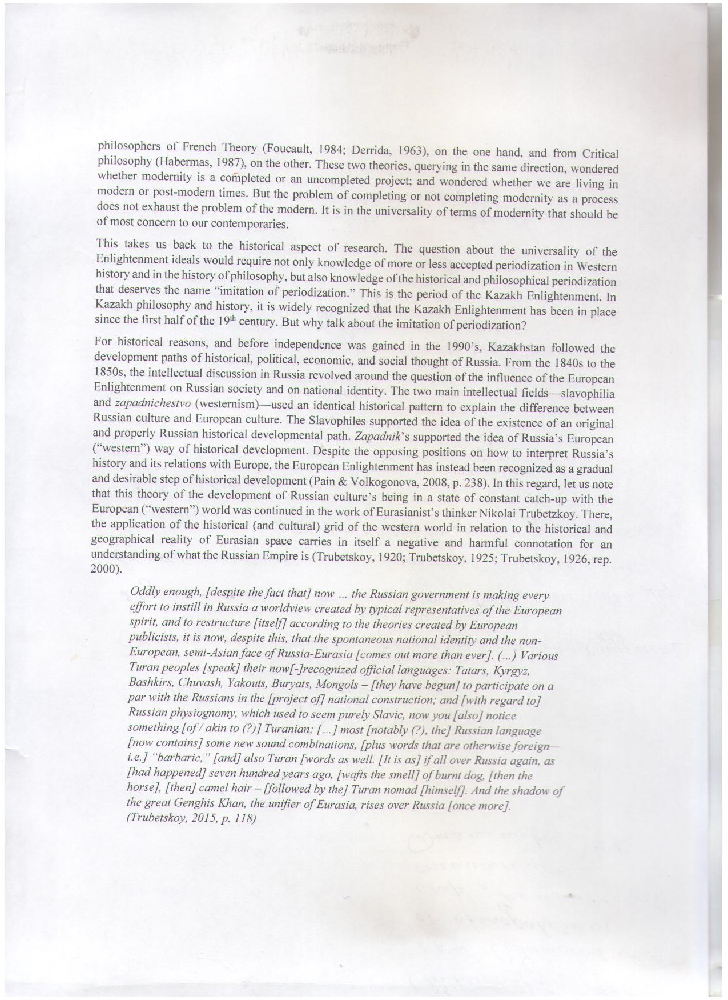 philosophers of French Theory (Foucault, 1984; Derrida, 1963), on the one hand, and from Critical
philosophy (Habermas, 1987), on the other. These two theories, querying in the same direction, wondered
whether modernity is a completed or an uncompleted project; and wondered whether we are living in
modern or post-modern times. But the problem of completing or not completing modernity as a process
does not exhaust the problem of the modern. It is in the universality of terms of modernity that should be
of most concern to our contemporaries.
This takes us back to the historical aspect of research. The question about the universality of the
Enlightenment ideals would require not only knowledge of more or less accepted periodization in Western
history and in the history of philosophy, but also knowledge of the historical and philosophical periodization
that deserves the name “imitation of periodization.” This is the period of the Kazakh Enlightenment. In
Kazakh philosophy and history, it is widely recognized that the Kazakh Enlightenment has been in place
since the first half of the 19th century. But why talk about the imitation of periodization?
For historical reasons, and before independence was gained in the 1990’s, Kazakhstan followed the
development paths of historical, political, economic, and social thought of Russia. From the 1840s to the
1850s, the intellectual discussion in Russia revolved around the question of the influence of the European
Enlightenment on Russian society and on national identity. The two main intellectual fields—slavophilia
and zapadnichestvo (westernism)—used an identical historical pattern to explain the difference between
Russian culture and European culture. The Slavophiles supported the idea of the existence of an original
and properly Russian historical developmental path. Zapadnik’s supported the idea of Russia’s European
(“western”) way of historical development. Despite the opposing positions on how to interpret Russia’s
history and its relations with Europe, the European Enlightenment has instead been recognized as a gradual
and desirable step of historical development (Pain & Volkogonova, 2008, p. 238). In this regard, let us note
that this theory of the development of Russian culture’s being in a state of constant catch-up with the
European (“western”) world was continued in the work of Eurasianist’s thinker Nikolai Trubetzkoy. There,
the application of the historical (and cultural) grid of the western world in relation to the historical and
geographical reality of Eurasian space carries in itself a negative and harmful connotation for an
understanding of what the Russian Empire is (Trubetskoy, 1920; Trubetskoy, 1925; Trubetskoy, 1926, rep.
2000).
Oddly enough, [despite the fact that] now ... the Russian government is making every
effort to instill in Russia a worldview created by typical representatives of the European
spirit, and to restructure [itself] according to the theories created by European
publicists, it is now, despite this, that the spontaneous national identity and the non-
European, semi-Asian face of Russia-Eurasia [comes out more than ever]. (...) Various
Turan peoples [speak] their now[-]recognized official languages: Tatars, Kyrgyz,
Bashkirs, Chuvash, Yakouts, Buryats, Mongols – [they have begun] to participate on a
par with the Russians in the [project of] national construction; and [with regard to]
Russian physiognomy, which used to seem purely Slavic, now you [also] notice
something [of / akin to (?)] Turanian; [...] most [notably (?), the] Russian language
[now contains] some new sound combinations, [plus words that are otherwise foreign—
i.e.] “barbaric,” [and] also Turan [words as well. [It is as] if all over Russia again, as
[had happened] seven hundred years ago, [wafts the smell] of burnt dog, [then the
horse], [then] camel hair – [followed by the] Turan nomad [himself]. And the shadow of
the great Genghis Khan, the unifier of Eurasia, rises over Russia [once more].
(Trubetskoy, 2015, p. 118)